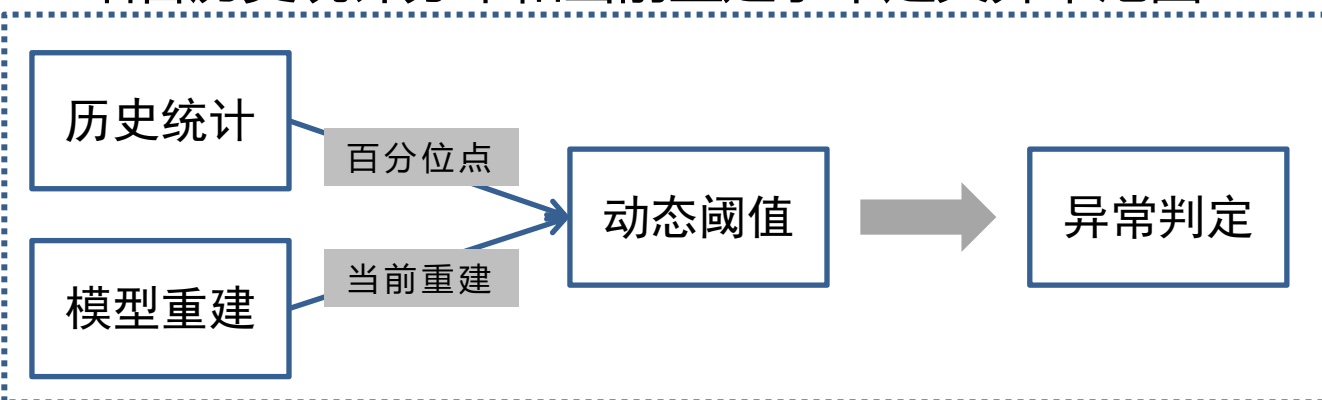 历史统计
百分位点
动态阈值
异常判定
当前重建
模型重建